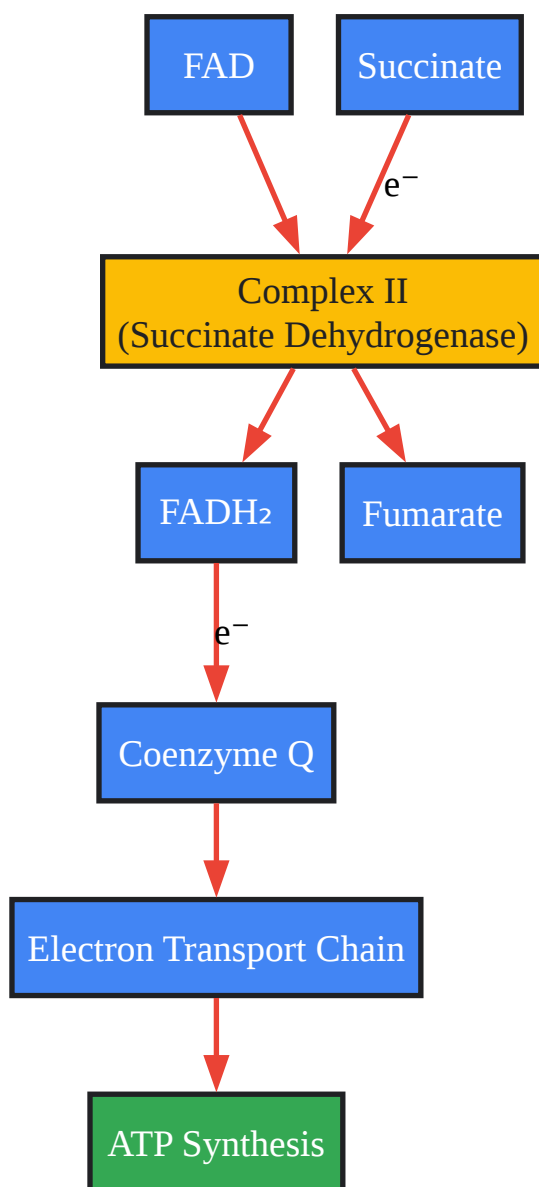 FAD
Succinate
e⁻
Complex II
(Succinate Dehydrogenase)
FADH₂
Fumarate
e⁻
Coenzyme Q
Electron Transport Chain
ATP Synthesis